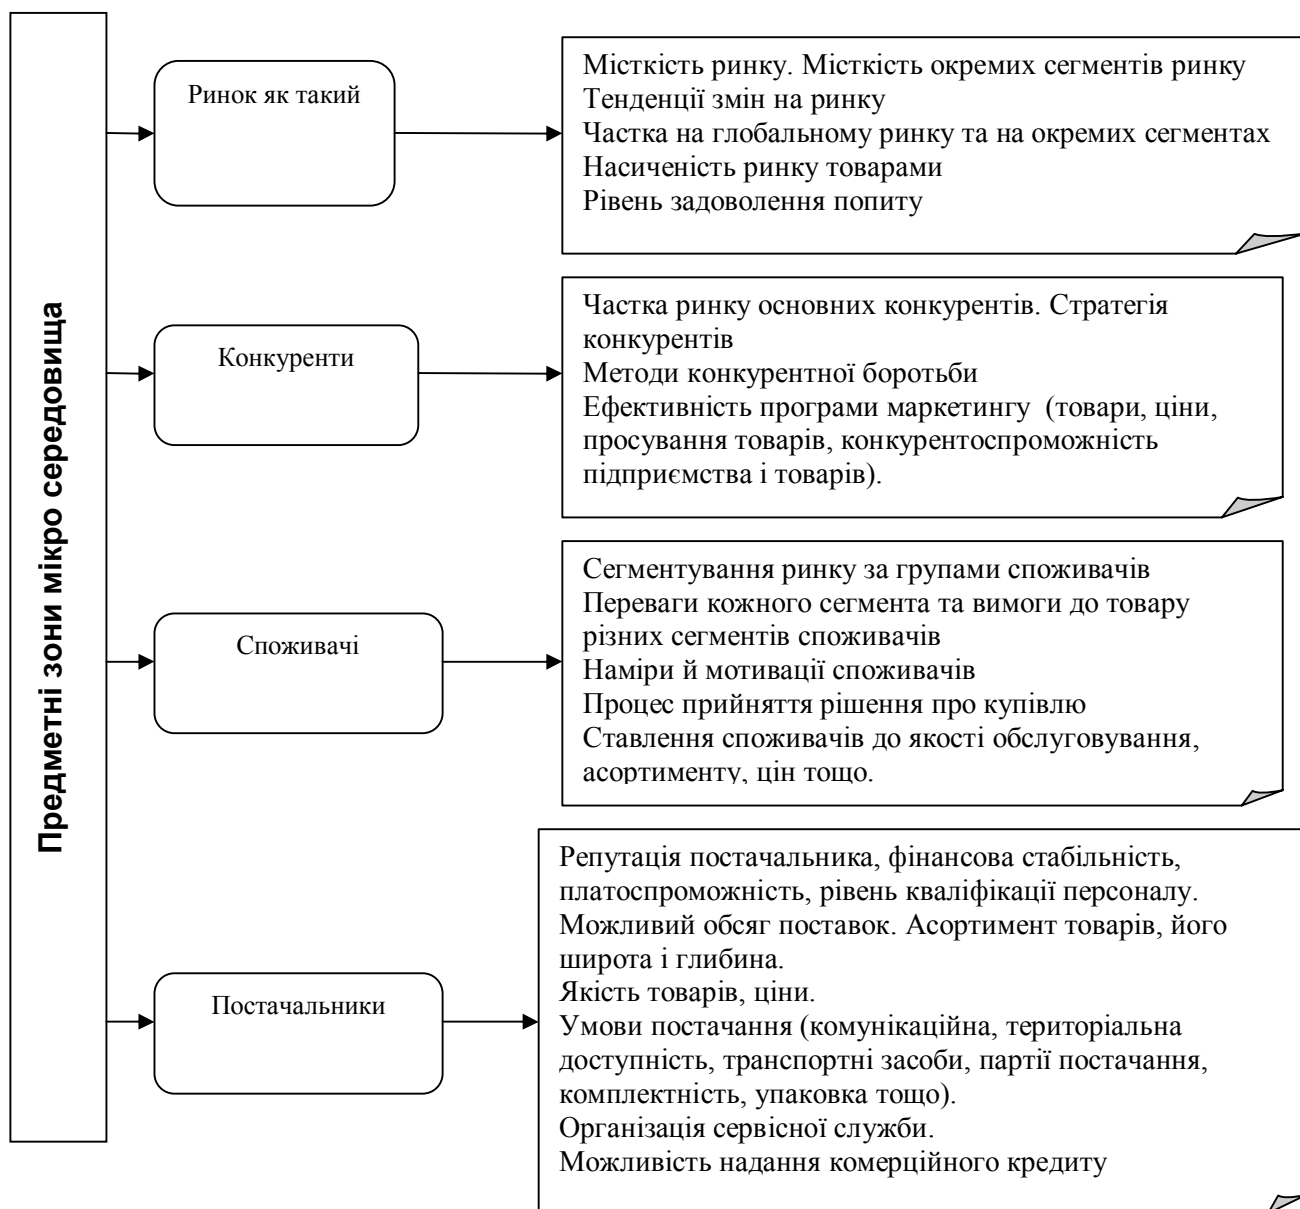 Предметні зони мікро середовища
Ринок як такий
Місткість ринку. Місткість окремих сегментів ринку
Тенденції змін на ринку
Частка на глобальному ринку та на окремих сегментах
Насиченість ринку товарами
Рівень задоволення попиту
Конкуренти
Частка ринку основних конкурентів. Стратегія
конкурентів
Методи конкурентної боротьби
Ефективність програми маркетингу (товари, ціни,
просування товарів, конкурентоспроможність
підприємства і товарів).
Споживачі
Сегментування ринку за групами споживачів
Переваги кожного сегмента та вимоги до товару
різних сегментів споживачів
Наміри й мотивації споживачів
Процес прийняття рішення про купівлю
Ставлення споживачів до якості обслуговування,
асортименту, цін тощо.
Постачальники
Репутація постачальника, фінансова стабільність,
платоспроможність, рівень кваліфікації персоналу.
Можливий обсяг поставок. Асортимент товарів, його
широта і глибина.
Якість товарів, ціни.
Умови постачання (комунікаційна, територіальна
доступність, транспортні засоби, партії постачання,
комплектність, упаковка тощо).
Організація сервісної служби.
Можливість надання комерційного кредиту